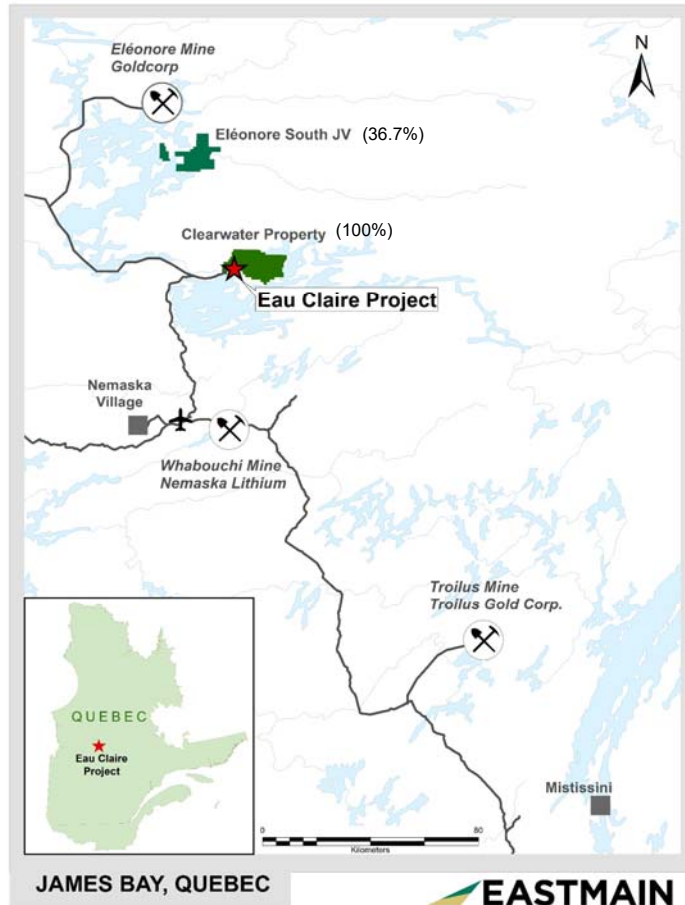 Eléonore Mine
Goldcorp
N
Eléonore South JV (36.7%)
Clearwater Property (100%)
Eau Claire Project
Nemaska
Village
Whabouchi Mine
Nemaska Lithium
Troilus Mine
Troilus Gold Corp.
QUEBEC
Eau Claire
Project
Mistissini
0 80
Kilometers
JAMES BAY, QUEBEC
EASTMAIN